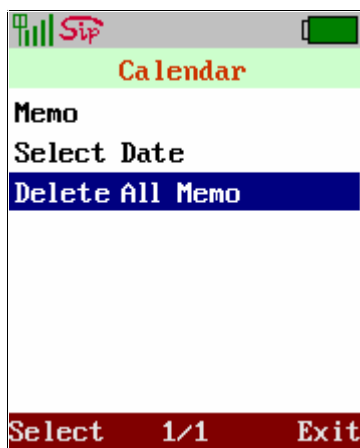 Sip
Calendar
Memo
Select Date
Delete All Memo
Select 1/1 Exit